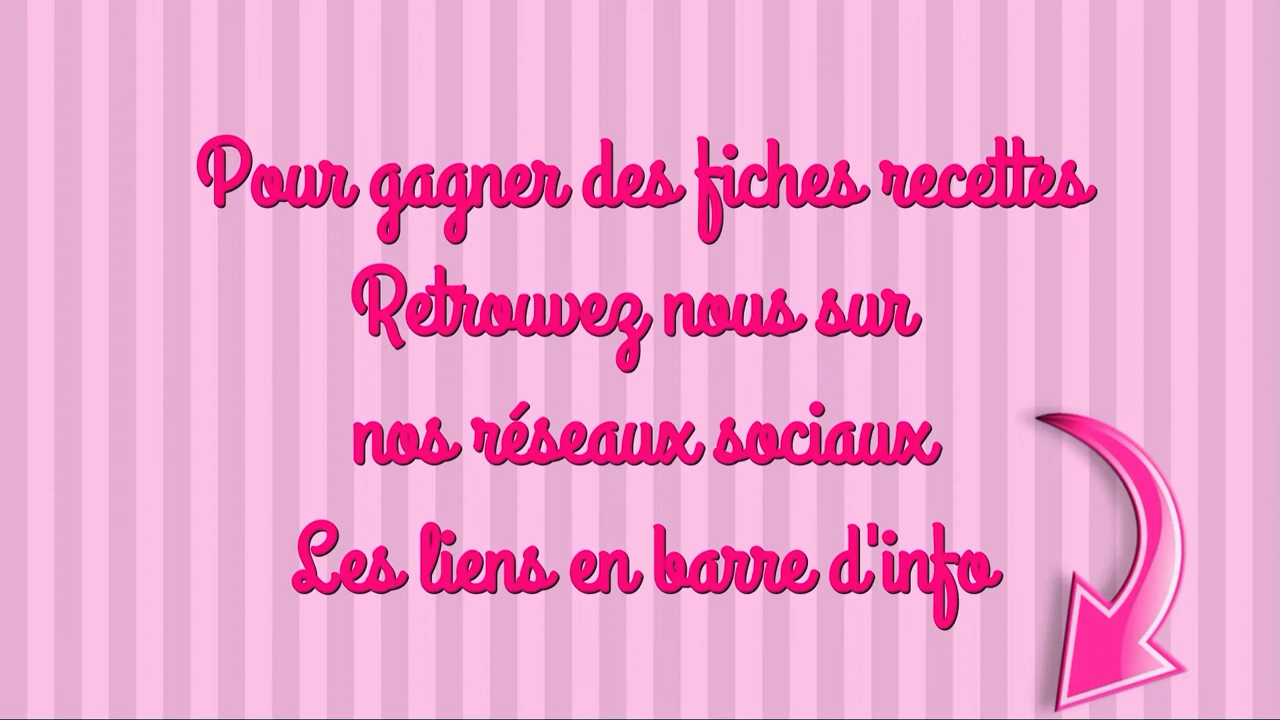 Pour gagner des fiches recettes
Retrouvez nous sur
nos réseaux sociaux
Les liens en barre d'info